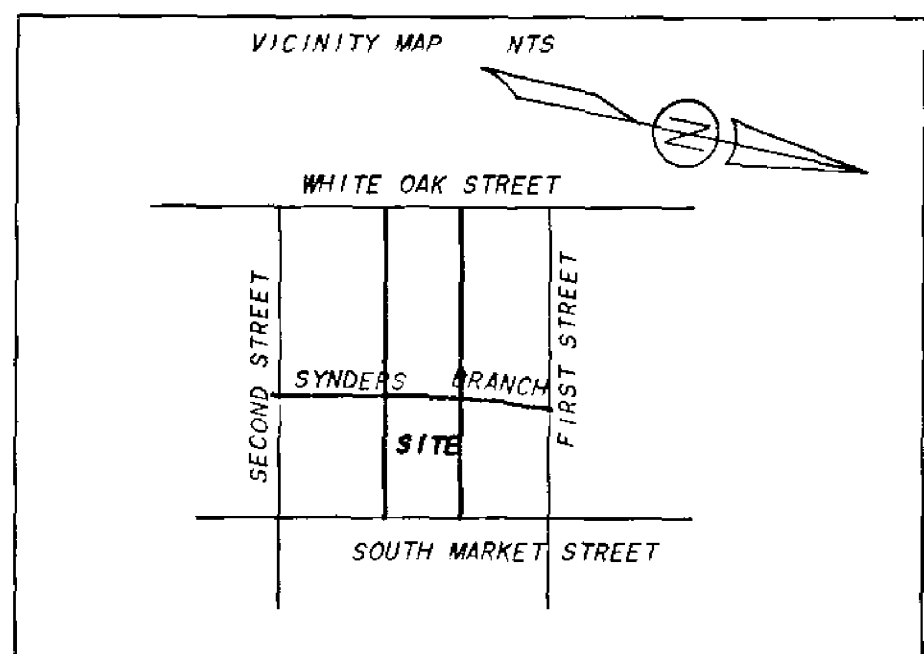 VICINITY MAP NTS
N
WHITE OAK STREET
SECOND STREET
FIRST STREET
SYNDERS BRANCH
SITE
SOUTH MARKET STREET